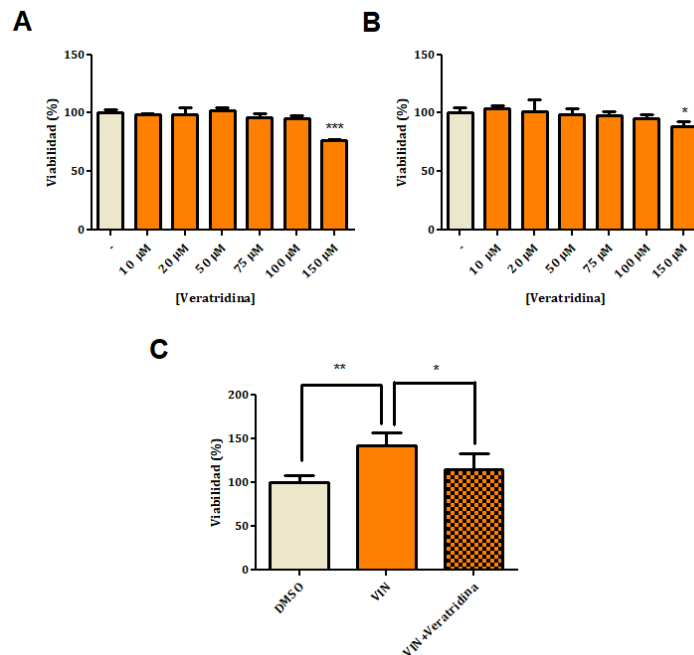 A
B
150
100
50
0
Viabilidad (%)
***
-
10 µM
20 µM
50 µM
75 µM
100 µM
150 µM
[Veratridina]
150
100
50
0
Viabilidad (%)
*
-
10 µM
20 µM
50 µM
75 µM
100 µM
150 µM
[Veratridina]
C
**
*
200
150
100
50
0
Viabilidad (%)
DMSO
VIN
VIN+Veratridina